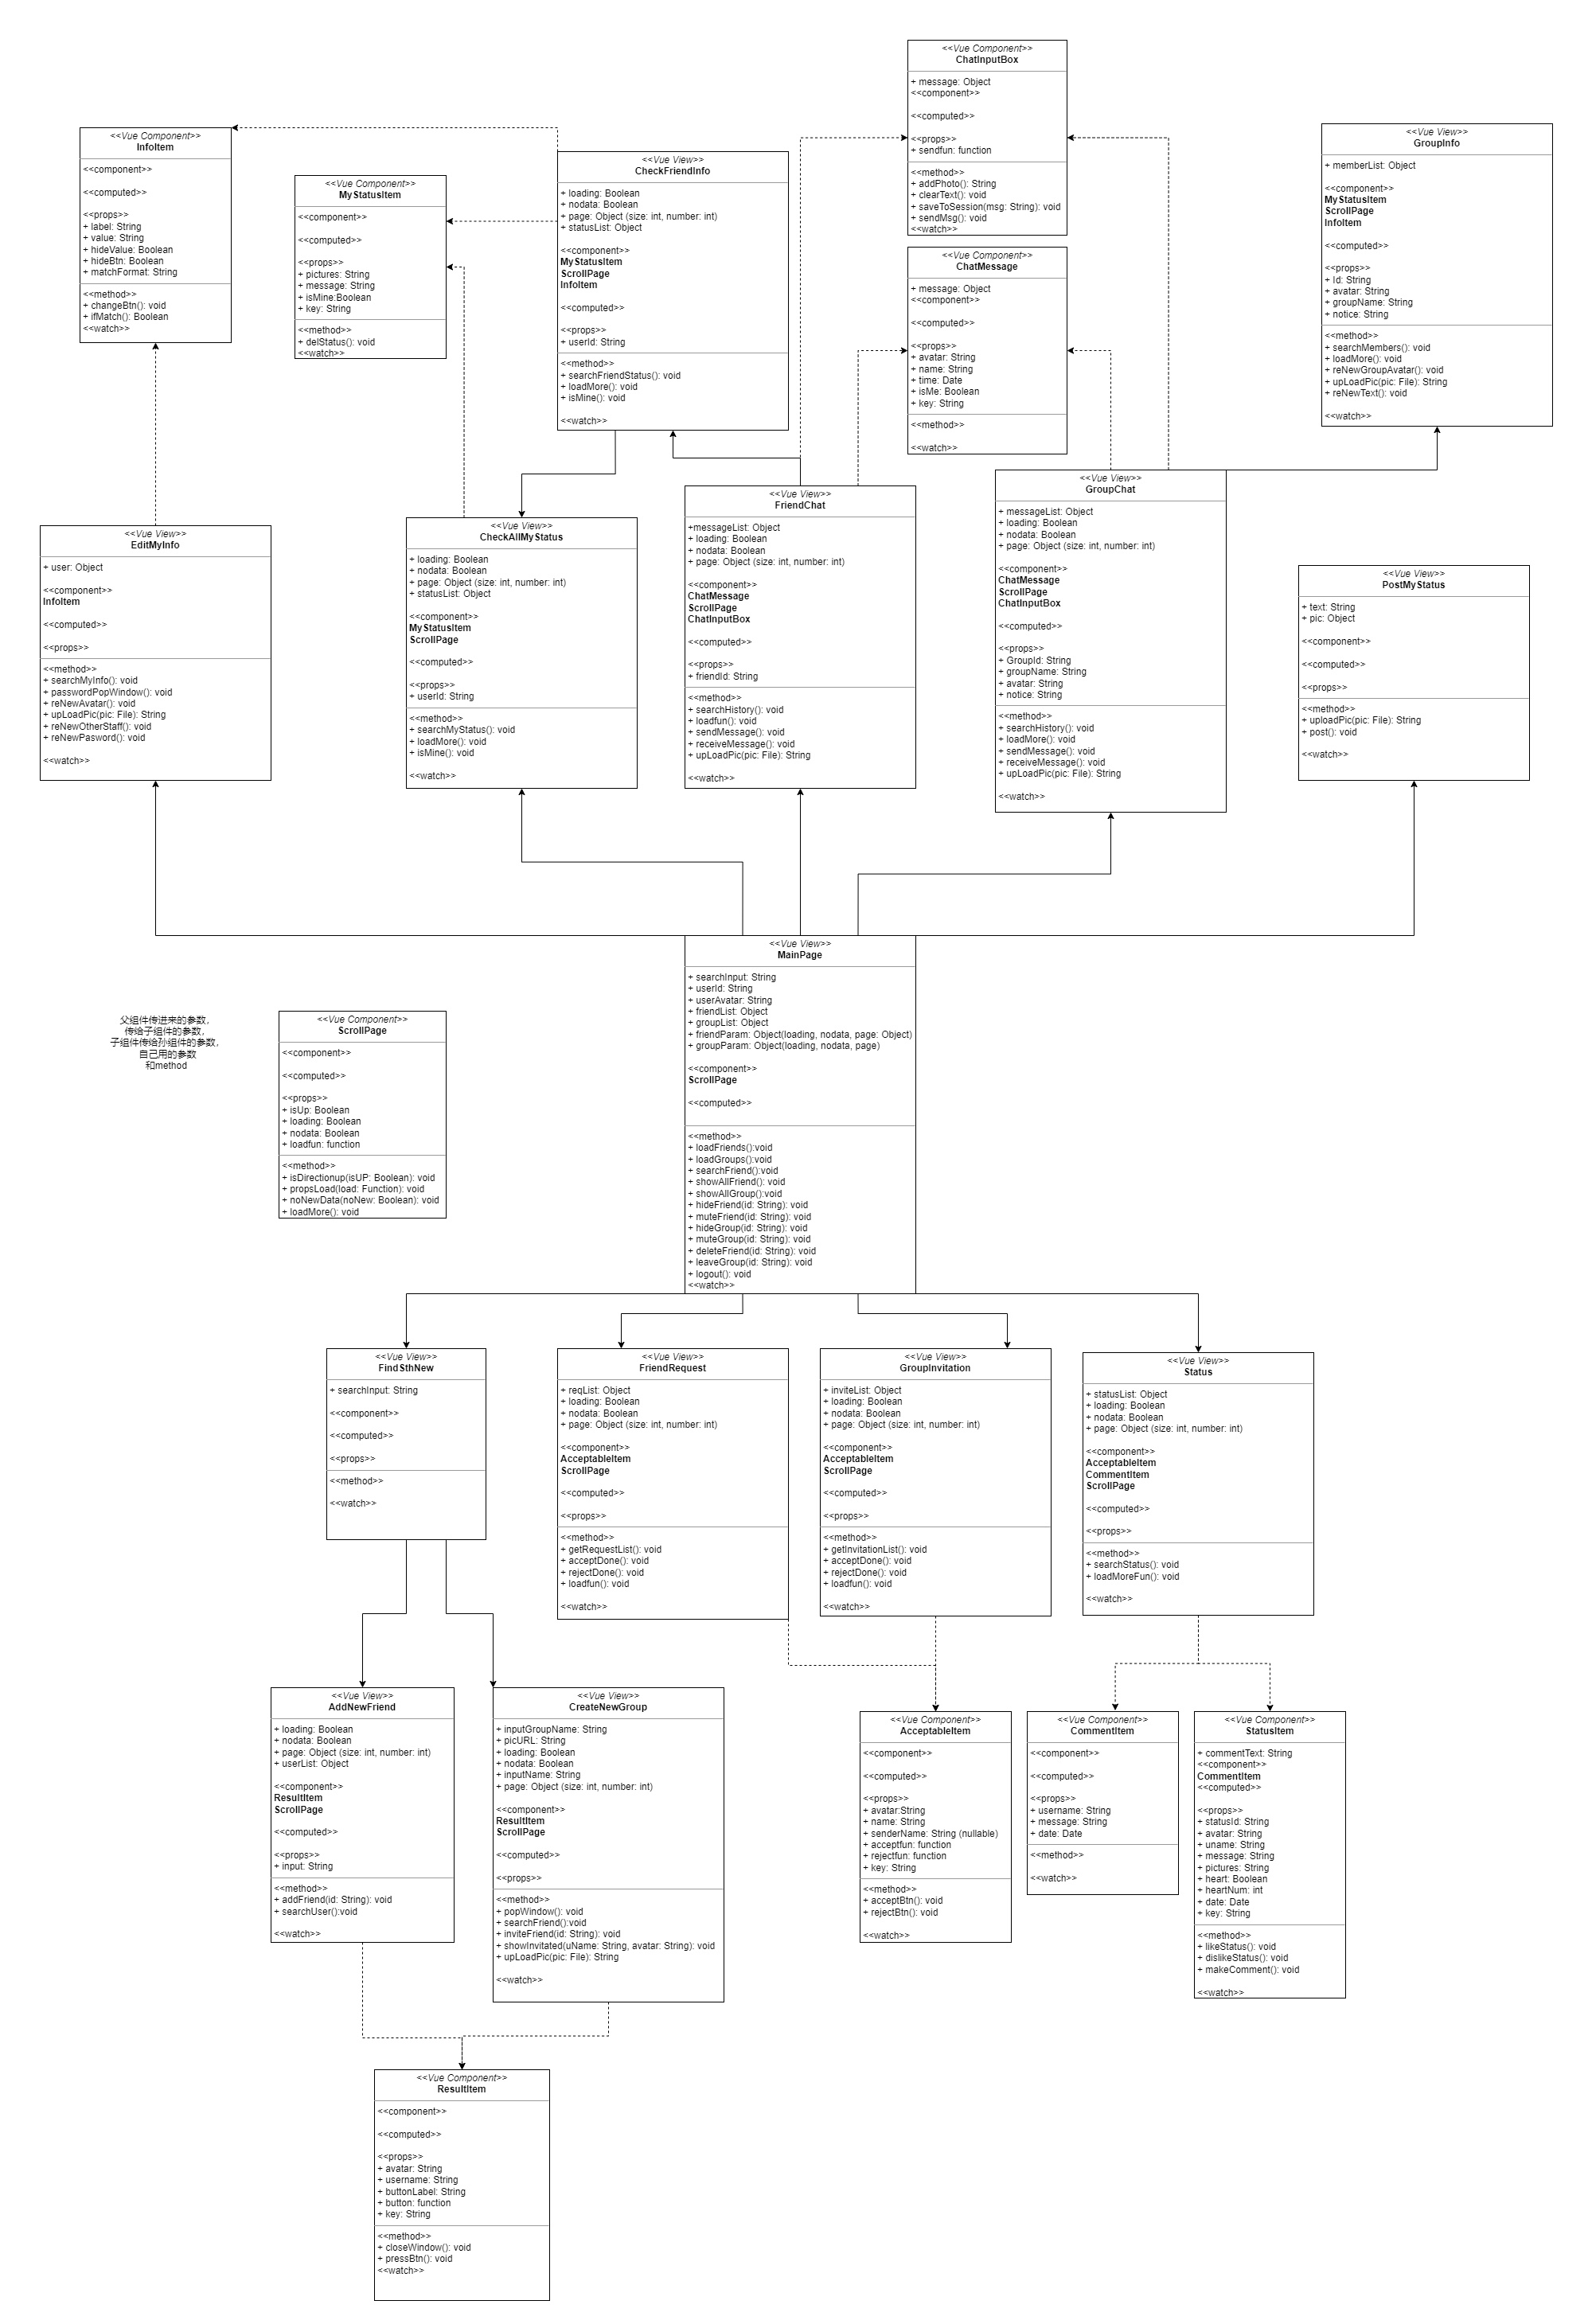 <<Vue Component>>
ChatInputBox
+ message: Object
<<component>>
<<computed>>
<<props>>
+ sendfun: function
<<method>>
+ addPhoto(): String
+ clearText(): void
+ saveToSession(msg: String): void
+ sendMsg(): void
<<watch>>
<<Vue Component>>
InfoItem
<<component>>
<<computed>>
<<props>>
+ label: String
+ value: String
+ hideValue: Boolean
+ hideBtn: Boolean
+ matchFormat: String
<<method>>
+ changeBtn(): void
+ ifMatch(): Boolean
<<watch>>
<<Vue Component>>
MyStatusItem
<<component>>
<<computed>>
<<props>>
+ pictures: String
+ message: String
+ isMine:Boolean
+ key: String
<<method>>
+ delStatus(): void
<<watch>>
<<Vue View>>
CheckFriendInfo
+ loading: Boolean
+ nodata: Boolean
+ page: Object (size: int, number: int)
+ statusList: Object
<<component>>
MyStatusItem
ScrollPage
InfoItem
<<computed>>
<<props>>
+ userId: String
<<method>>
+ searchFriendStatus(): void
+ loadMore(): void
+ isMine(): void
<<watch>>
<<Vue Component>>
ChatMessage
+ message: Object
<<component>>
<<computed>>
<<props>>
+ avatar: String
+ name: String
+ time: Date
+ isMe: Boolean
+ key: String
<<method>>
<<watch>>
<<Vue View>>
GroupInfo
+ memberList: Object
<<component>>
MyStatusItem
ScrollPage
InfoItem
<<computed>>
<<props>>
+ Id: String
+ avatar: String
+ groupName: String
+ notice: String
<<method>>
+ searchMembers(): void
+ loadMore(): void
+ reNewGroupAvatar(): void
+ upLoadPic(pic: File): String
+ reNewText(): void
<<watch>>
<<Vue View>>
EditMyInfo
+ user: Object
<<component>>
InfoItem
<<computed>>
<<props>>
<<method>>
+ searchMyInfo(): void
+ passwordPopWindow(): void
+ reNewAvatar(): void
+ upLoadPic(pic: File): String
+ reNewOtherStaff(): void
+ reNewPasword(): void
<<watch>>
<<Vue View>>
CheckAllMyStatus
+ loading: Boolean
+ nodata: Boolean
+ page: Object (size: int, number: int)
+ statusList: Object
<<component>>
MyStatusItem
ScrollPage
<<computed>>
<<props>>
+ userId: String
<<method>>
+ searchMyStatus(): void
+ loadMore(): void
+ isMine(): void
<<watch>>
<<Vue View>>
FriendChat
+messageList: Object
+ loading: Boolean
+ nodata: Boolean
+ page: Object (size: int, number: int)
<<component>>
ChatMessage
ScrollPage
ChatInputBox
<<computed>>
<<props>>
+ friendId: String
<<method>>
+ searchHistory(): void
+ loadfun(): void
+ sendMessage(): void
+ receiveMessage(): void
+ upLoadPic(pic: File): String
<<watch>>
<<Vue View>>
GroupChat
+ messageList: Object
+ loading: Boolean
+ nodata: Boolean
+ page: Object (size: int, number: int)
<<component>>
ChatMessage
ScrollPage
ChatInputBox
<<computed>>
<<props>>
+ GroupId: String
+ groupName: String
+ avatar: String
+ notice: String
<<method>>
+ searchHistory(): void
+ loadMore(): void
+ sendMessage(): void
+ receiveMessage(): void
+ upLoadPic(pic: File): String
<<watch>>
<<Vue View>>
PostMyStatus
+ text: String
+ pic: Object
<<component>>
<<computed>>
<<props>>
<<method>>
+ uploadPic(pic: File): String
+ post(): void
<<watch>>
<<Vue View>>
MainPage
+ searchInput: String
+ userId: String
+ userAvatar: String
+ friendList: Object
+ groupList: Object
+ friendParam: Object(loading, nodata, page: Object)
+ groupParam: Object(loading, nodata, page)
<<component>>
ScrollPage
<<computed>>
<<method>>
+ loadFriends():void
+ loadGroups():void
+ searchFriend():void
+ showAllFriend(): void
+ showAllGroup():void
+ hideFriend(id: String): void
+ muteFriend(id: String): void
+ hideGroup(id: String): void
+ muteGroup(id: String): void
+ deleteFriend(id: String): void
+ leaveGroup(id: String): void
+ logout(): void
<<watch>>
父组件传进来的参数，
传给子组件的参数，
子组件传给孙组件的参数，
自己用的参数
和method
<<Vue Component>>
ScrollPage
<<component>>
<<computed>>
<<props>>
+ isUp: Boolean
+ loading: Boolean
+ nodata: Boolean
+ loadfun: function
<<method>>
+ isDirectionup(isUP: Boolean): void
+ propsLoad(load: Function): void
+ noNewData(noNew: Boolean): void
+ loadMore(): void
<<Vue View>>
FindSthNew
+ searchInput: String
<<component>>
<<computed>>
<<props>>
<<method>>
<<watch>>
<<Vue View>>
FriendRequest
+ reqList: Object
+ loading: Boolean
+ nodata: Boolean
+ page: Object (size: int, number: int)
<<component>>
AcceptableItem
ScrollPage
<<computed>>
<<props>>
<<method>>
+ getRequestList(): void
+ acceptDone(): void
+ rejectDone(): void
+ loadfun(): void
<<watch>>
<<Vue View>>
GroupInvitation
+ inviteList: Object
+ loading: Boolean
+ nodata: Boolean
+ page: Object (size: int, number: int)
<<component>>
AcceptableItem
ScrollPage
<<computed>>
<<props>>
<<method>>
+ getInvitationList(): void
+ acceptDone(): void
+ rejectDone(): void
+ loadfun(): void
<<watch>>
<<Vue View>>
Status
+ statusList: Object
+ loading: Boolean
+ nodata: Boolean
+ page: Object (size: int, number: int)
<<component>>
AcceptableItem
CommentItem
ScrollPage
<<computed>>
<<props>>
<<method>>
+ searchStatus(): void
+ loadMoreFun(): void
<<watch>>
<<Vue View>>
AddNewFriend
+ loading: Boolean
+ nodata: Boolean
+ page: Object (size: int, number: int)
+ userList: Object
<<component>>
ResultItem
ScrollPage
<<computed>>
<<props>>
+ input: String
<<method>>
+ addFriend(id: String): void
+ searchUser():void
<<watch>>
<<Vue View>>
CreateNewGroup
+ inputGroupName: String
+ picURL: String
+ loading: Boolean
+ nodata: Boolean
+ inputName: String
+ page: Object (size: int, number: int)
<<component>>
ResultItem
ScrollPage
<<computed>>
<<props>>
<<method>>
+ popWindow(): void
+ searchFriend():void
+ inviteFriend(id: String): void
+ showInvitated(uName: String, avatar: String): void
+ upLoadPic(pic: File): String
<<watch>>
<<Vue Component>>
AcceptableItem
<<component>>
<<computed>>
<<props>>
+ avatar:String
+ name: String
+ senderName: String (nullable)
+ acceptfun: function
+ rejectfun: function
+ key: String
<<method>>
+ acceptBtn(): void
+ rejectBtn(): void
<<watch>>
<<Vue Component>>
CommentItem
<<component>>
<<computed>>
<<props>>
+ username: String
+ message: String
+ date: Date
<<method>>
<<watch>>
<<Vue Component>>
StatusItem
+ commentText: String
<<component>>
CommentItem
<<computed>>
<<props>>
+ statusId: String
+ avatar: String
+ uname: String
+ message: String
+ pictures: String
+ heart: Boolean
+ heartNum: int
+ date: Date
+ key: String
<<method>>
+ likeStatus(): void
+ dislikeStatus(): void
+ makeComment(): void
<<watch>>
<<Vue Component>>
ResultItem
<<component>>
<<computed>>
<<props>>
+ avatar: String
+ username: String
+ buttonLabel: String
+ button: function
+ key: String
<<method>>
+ closeWindow(): void
+ pressBtn(): void
<<watch>>